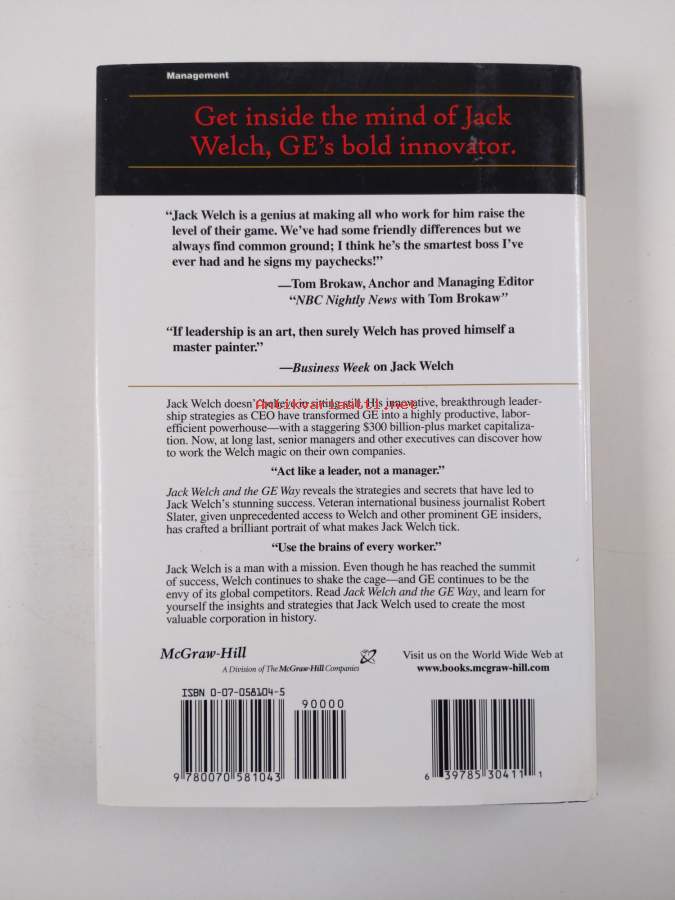 Management
Get inside the mind of Jack
Welch, GE's bold innovator.
“Jack Welch is a genius at making all who work for him raise the
level of their game. We've had some friendly differences but we
always find common ground; I think he's the smartest boss I've
ever had and he signs my paychecks!”
—Tom Brokaw, Anchor and Managing Editor
“NBC Nightly News with Tom Brokaw”
“If leadership is an art, then surely Welch has proved himself a
master painter.”
—Business Week on Jack Welch
Jack Welch doesn't believe in sitting still. His innovative, breakthrough leader-
Antikvariaatti.net
ship strategies as CEO have transformed GE into a highly productive, labor-
efficient powerhouse—with a staggering $300 billion-plus market capitaliza-
tion. Now, at long last, senior managers and other executives can discover how
to work the Welch magic on their own companies.
“Act like a leader, not a manager.”
Jack Welch and the GE Way reveals the strategies and secrets that have led to
Jack Welch's stunning success. Veteran international business journalist Robert
Slater, given unprecedented access to Welch and other prominent GE insiders,
has crafted a brilliant portrait of what makes Jack Welch tick.
“Use the brains of every worker.”
Jack Welch is a man with a mission. Even though he has reached the summit
of success, Welch continues to shake the cage—and GE continues to be the
envy of its global competitors. Read Jack Welch and the GE Way, and learn for
yourself the insights and strategies that Jack Welch used to create the most
valuable corporation in history.
McGraw-Hill
A Division of The McGraw-Hill Companies
Visit us on the World Wide Web at
www.books.mcgraw-hill.com
ISBN 0-07-058104-5
90000
9 780070 581043
6 39785 30411 1